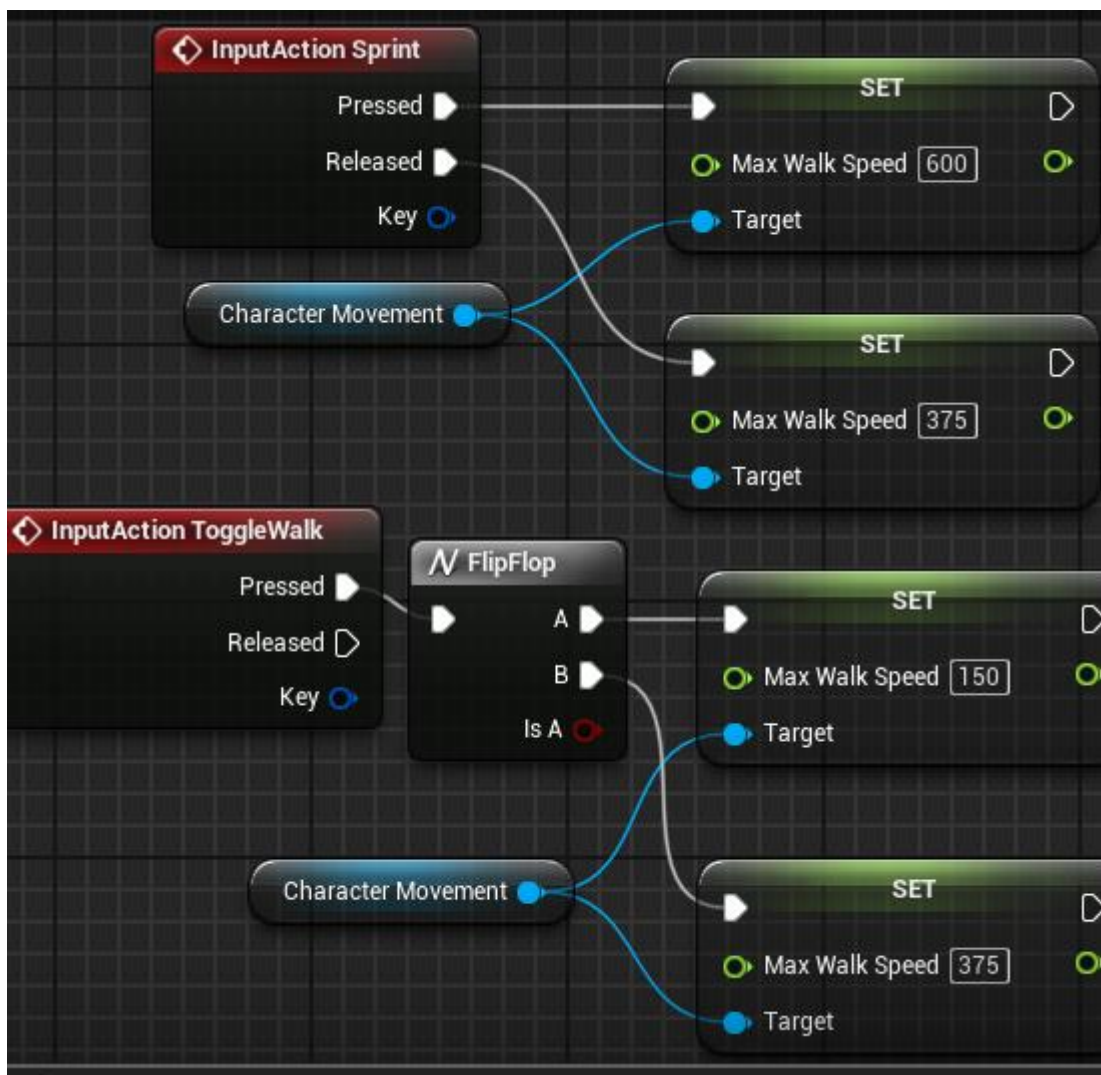 InputAction Sprint
Pressed
Released
Key
SET
Max Walk Speed 600
Target
Character Movement
SET
Max Walk Speed 375
Target
InputAction ToggleWalk
Pressed
Released
Key
FlipFlop
A
B
Is A
SET
Max Walk Speed 150
Target
Character Movement
SET
Max Walk Speed 375
Target